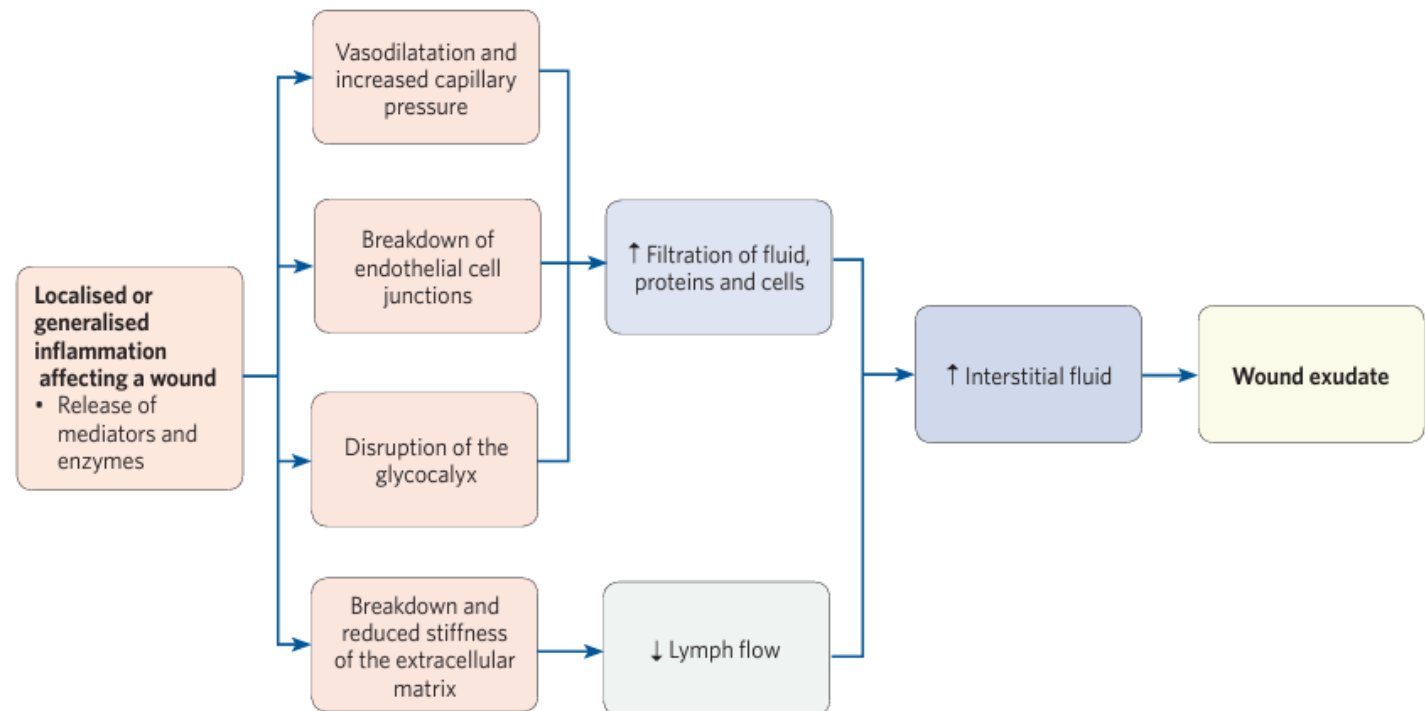 Vasodilatation and
increased capillary
pressure
Breakdown of
endothelial cell
junctions
↑ Filtration of fluid,
proteins and cells
Localised or
generalised
inflammation
affecting a wound
• Release of
mediators and
enzymes
↑ Interstitial fluid
Wound exudate
Disruption of the
glycocalyx
Breakdown and
reduced stiffness
of the extracellular
matrix
↓ Lymph flow